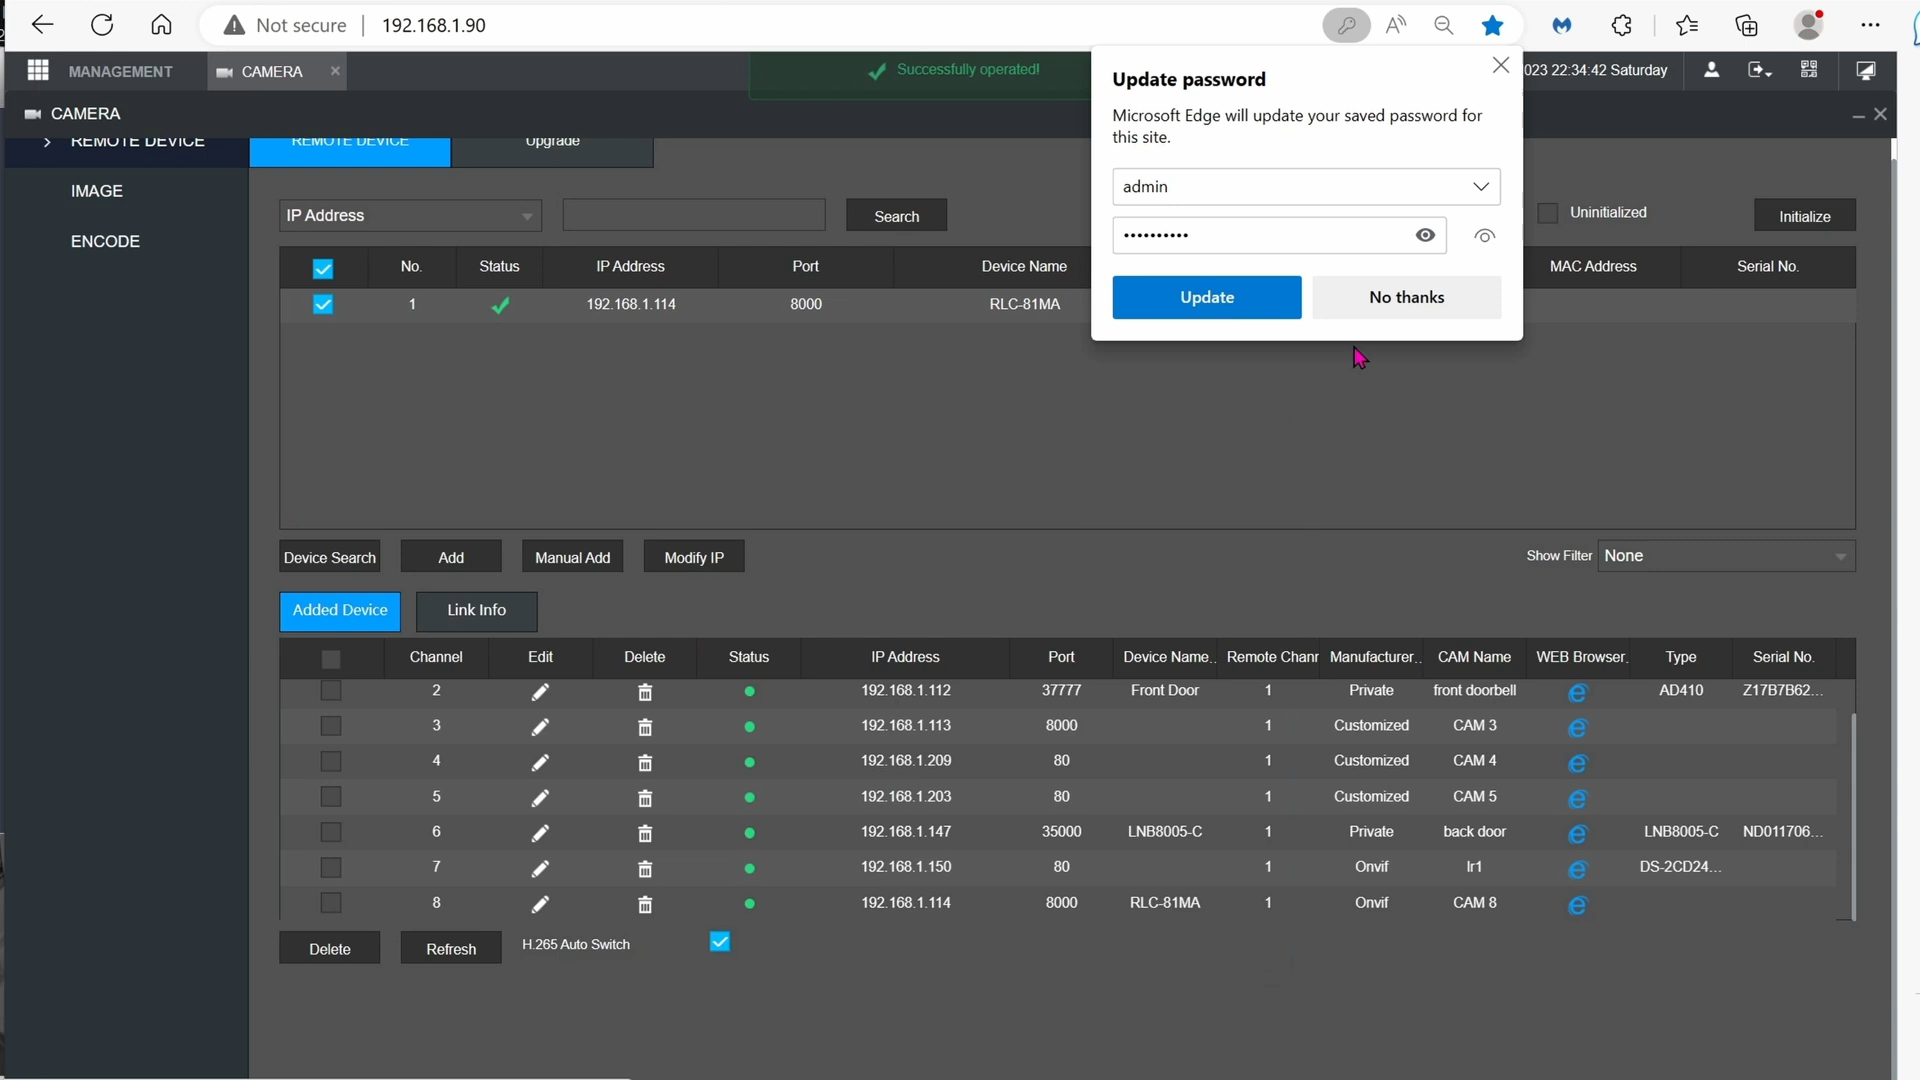 Not secure | 192.168.1.90
MANAGEMENT
CAMERA
Successfully operated!
023 22:34:42 Saturday
CAMERA
REMOTE DEVICE
IMAGE
ENCODE
REMOTE DEVICE
Upgrade
Update password
Microsoft Edge will update your saved password for
this site.
admin
••••••••••
Update
No thanks
IP Address
Search
Uninitialized
Initialize
No. Status IP Address Port Device Name MAC Address Serial No.
1 192.168.1.114 8000 RLC-81MA
Device Search
Add
Manual Add
Modify IP
Show Filter None
Added Device
Link Info
Channel Edit Delete Status IP Address Port Device Name.. Remote Chanr Manufacturer.. CAM Name WEB Browser. Type Serial No.
2 192.168.1.112 37777 Front Door 1 Private front doorbell AD410 Z17B7B62...
3 192.168.1.113 8000 1 Customized CAM 3
4 192.168.1.209 80 1 Customized CAM 4
5 192.168.1.203 80 1 Customized CAM 5
6 192.168.1.147 35000 LNB8005-C 1 Private back door LNB8005-C ND011706...
7 192.168.1.150 80 1 Onvif lr1 DS-2CD24...
8 192.168.1.114 8000 RLC-81MA 1 Onvif CAM 8
Delete
Refresh
H.265 Auto Switch